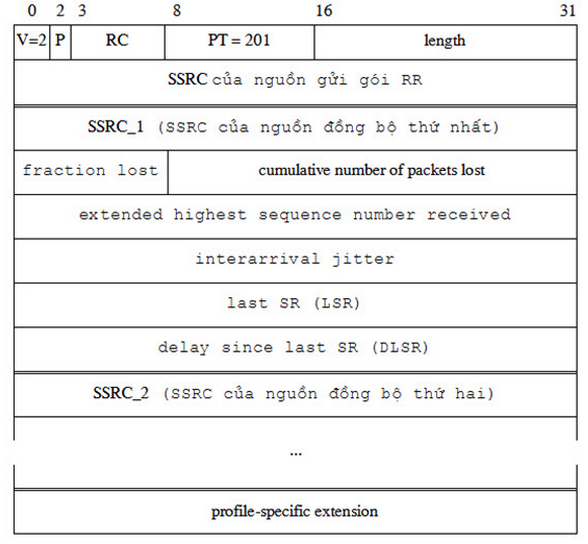 0 2 3 8 16 31
V=2 P RC PT = 201 length
SSRC của nguồn gửi gói RR
SSRC_1 (SSRC của nguồn đồng bộ thứ nhất)
fraction lost cumulative number of packets lost
extended highest sequence number received
interarrival jitter
last SR (LSR)
delay since last SR (DLSR)
SSRC_2 (SSRC của nguồn đồng bộ thứ hai)
...
profile-specific extension